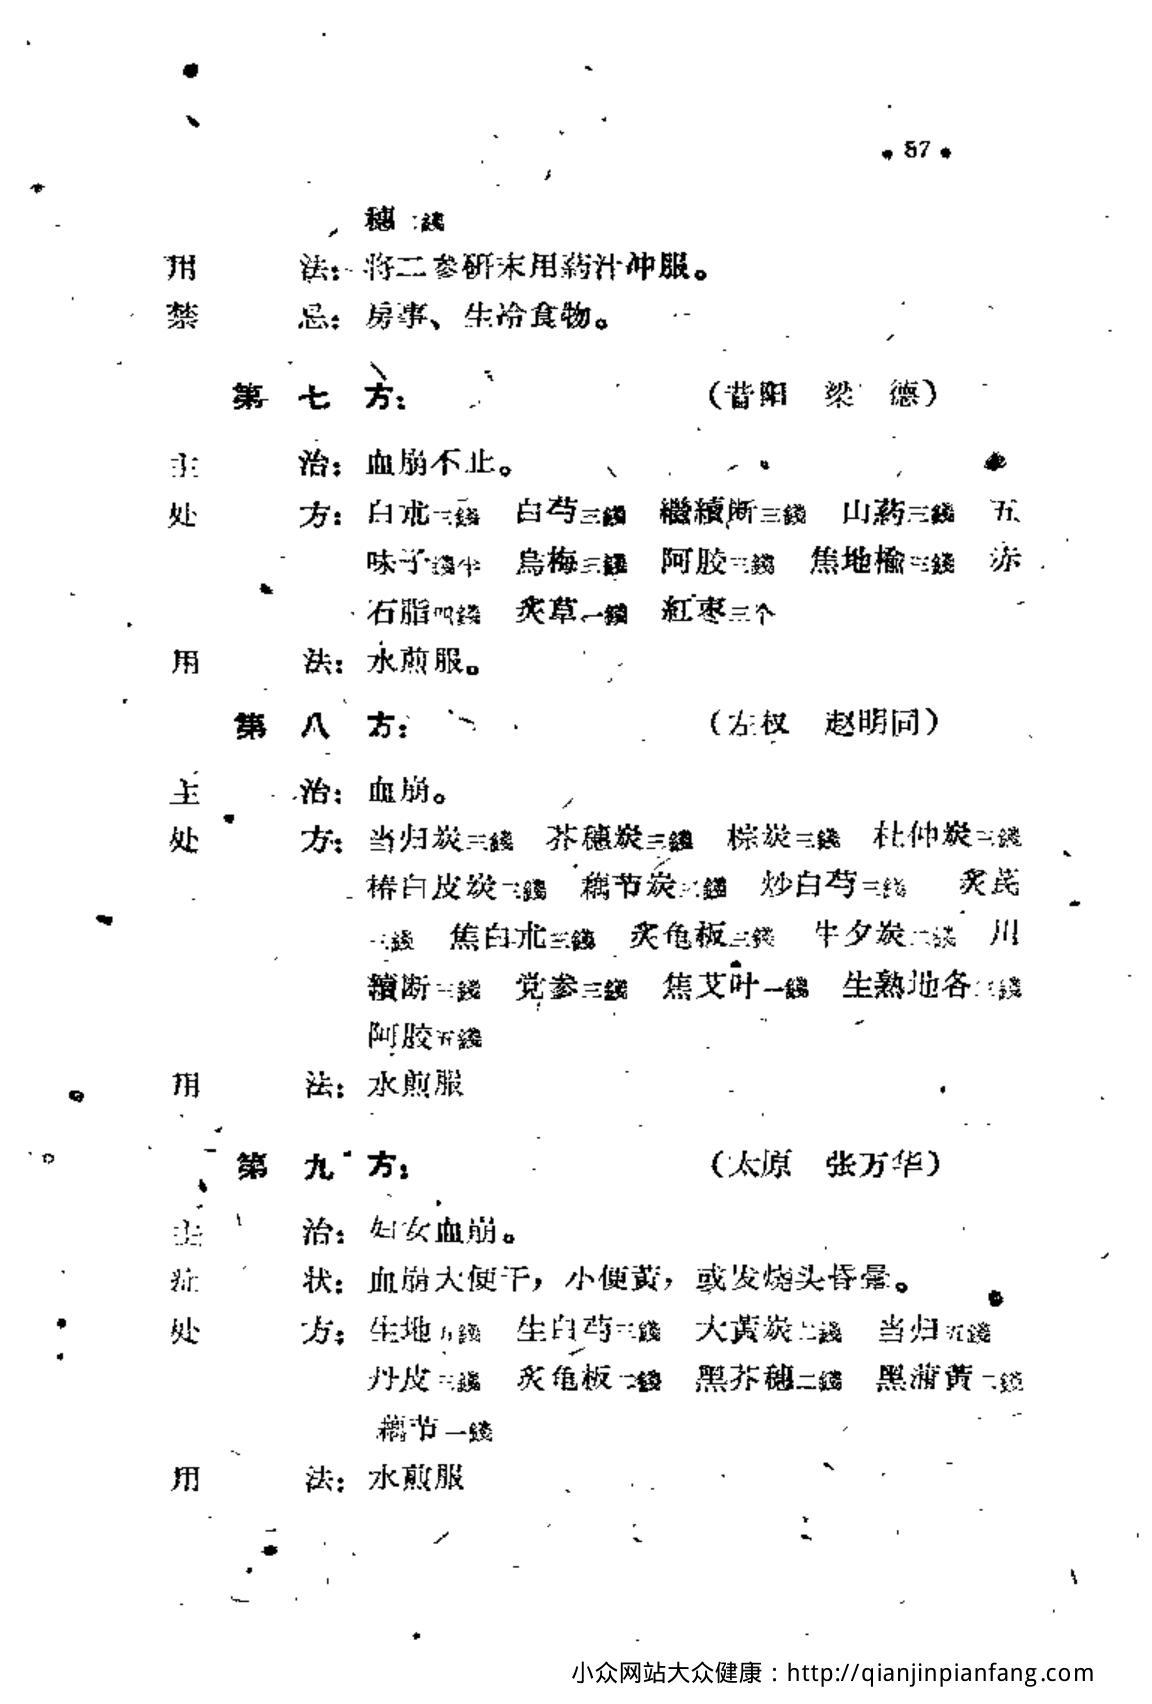 • 57 •
穗 錢
用 法：将二参研末用葯汁冲服。
禁 忌：房事、生冷食物。
第 七 方： （昔阳 梁 德）
主 治：血崩不止。
处 方：白朮三錢 白芍三錢 繼續断三錢 山葯三錢 五
味子錢半 烏梅三錢 阿胶三錢 焦地榆三錢 赤
石脂四錢 炙草一錢 紅枣三个
用 法：水煎服。
第 八 方： （左权 赵明同）
主 治：血崩。
处 方：当归炭三錢 芥穗炭三錢 棕炭三錢 杜仲炭三錢
椿白皮炭三錢 藕节炭 錢 炒白芍三錢 炙芪
錢 焦白朮三錢 炙龟板三錢 牛夕炭二錢 川
續断三錢 党参三錢 焦艾叶一錢 生熟地各 錢
阿胶五錢
用 法：水煎服
第 九 方： （太原 张万华）
主 治：妇女血崩。
症 状：血崩大便干，小便黄，或发烧头昏暈。
处 方：生地五錢 生白芍三錢 大黄炭二錢 当归五錢
丹皮三錢 炙龟板 錢 黑芥穗二錢 黑蒲黄 錢
藕节一錢
用 法：水煎服
小众网站大众健康：http://qianjinpianfang.com